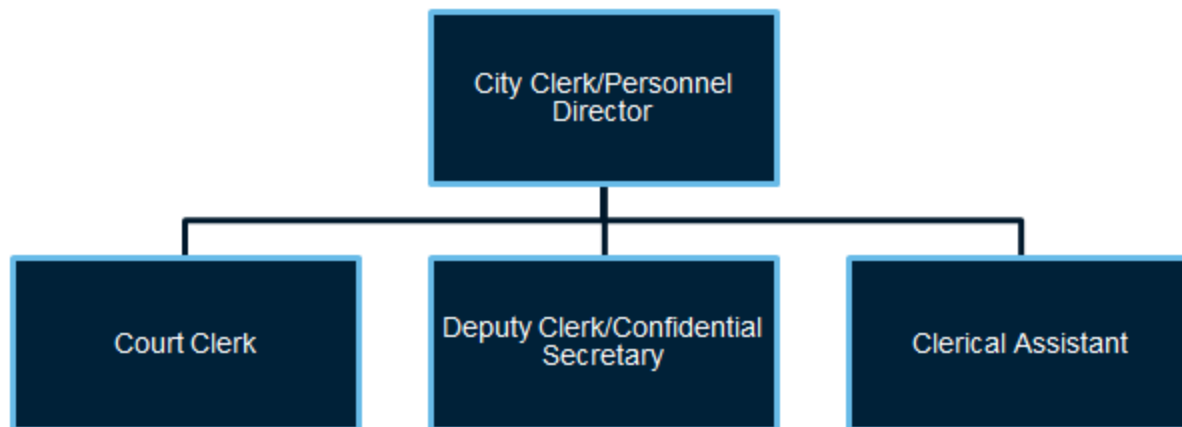 City Clerk/Personnel
Director
Court Clerk
Deputy Clerk/Confidential
Secretary
Clerical Assistant